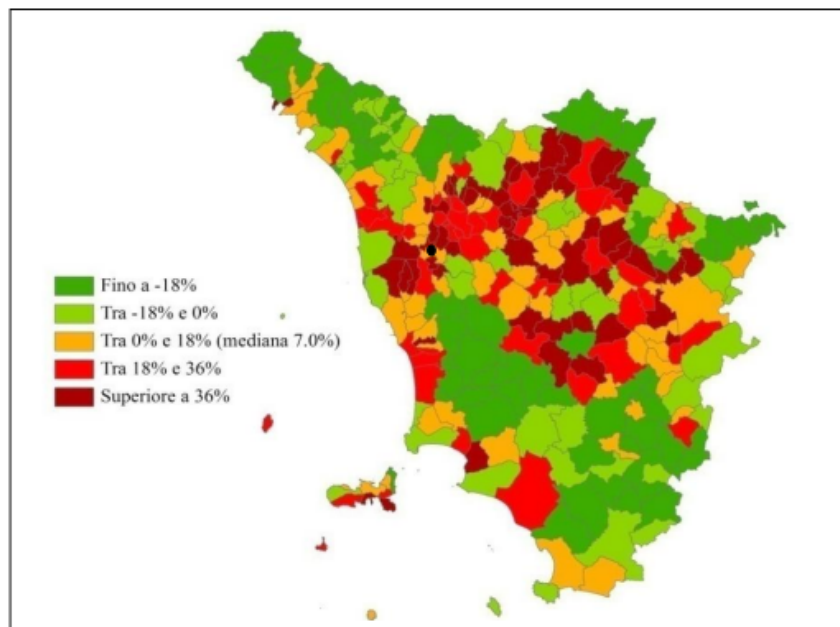 Fino a -18%
Tra -18% e 0%
Tra 0% e 18% (mediana 7.0%)
Tra 18% e 36%
Superiore a 36%